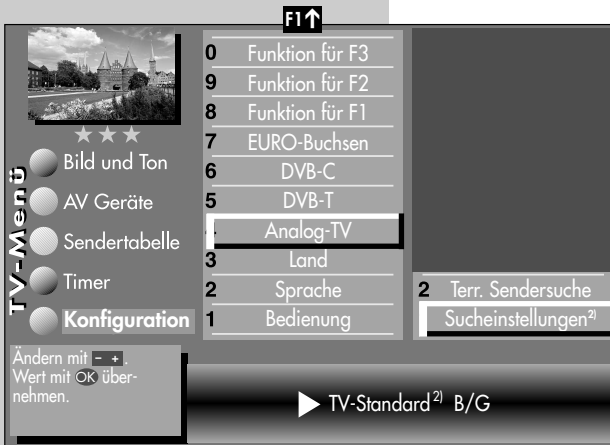 F1↑
TV-Menü
Bild und Ton
AV Geräte
Sendertabelle
Timer
Konfiguration
0 Funktion für F3
9 Funktion für F2
8 Funktion für F1
7 EURO-Buchsen
6 DVB-C
5 DVB-T
Analog-TV
3 Land
2 Sprache
1 Bedienung
2 Terr. Sendersuche
Sucheinstellungen²⁾
Ändern mit - + .
Wert mit OK über-
nehmen.
▶ TV-Standard ²⁾ B/G